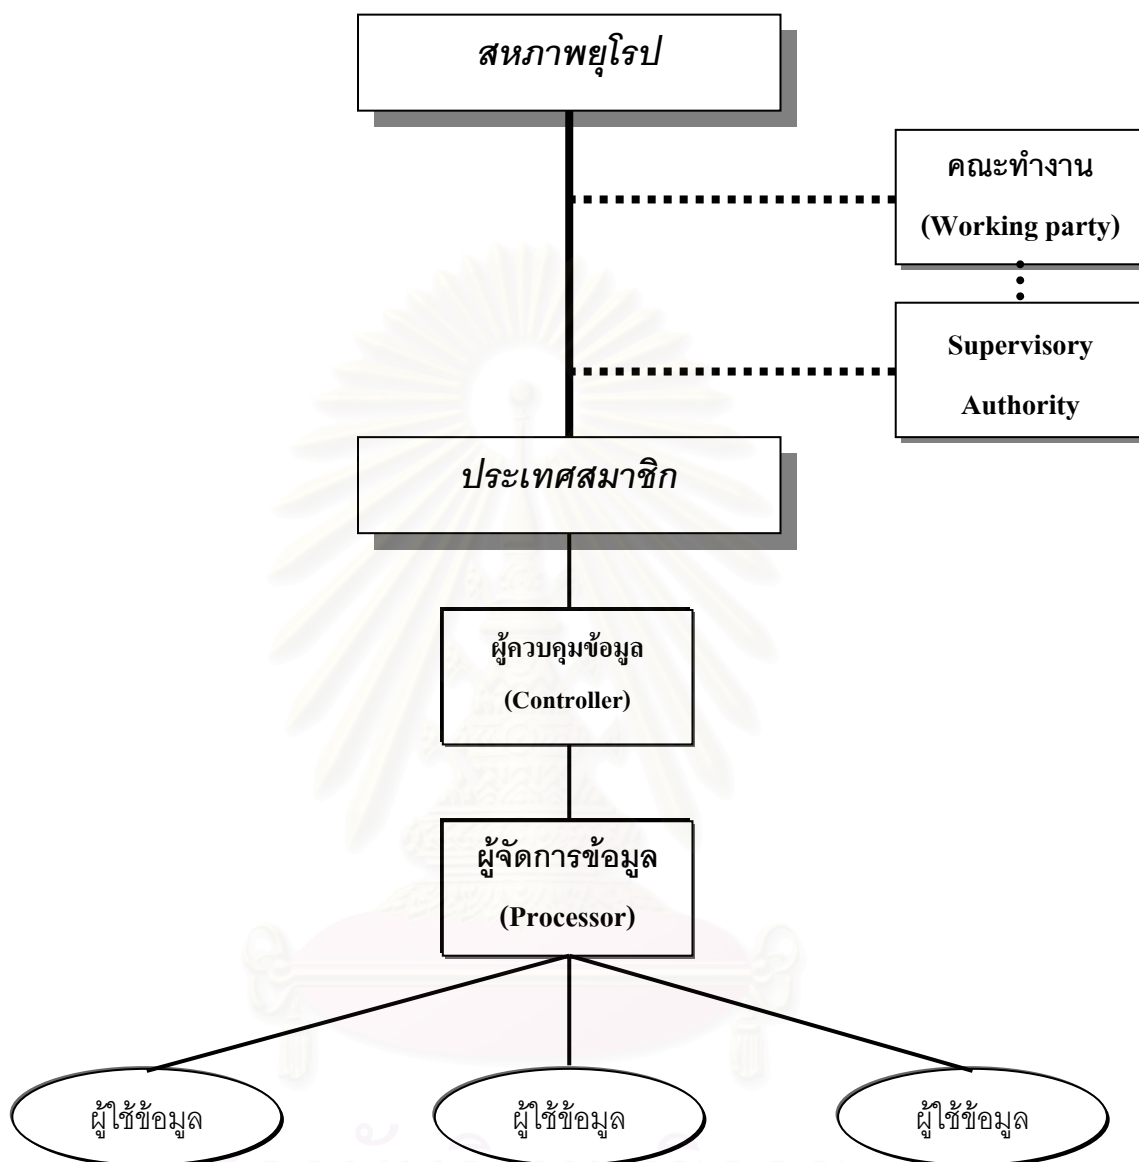 สหภาพยุโรป
คณะทำงาน
(Working party)
Supervisory
Authority
ประเทศสมาชิก
ผู้ควบคุมข้อมูล
(Controller)
ผู้จัดการข้อมูล
(Processor)
ผู้ใช้ข้อมูล ผู้ใช้ข้อมูล ผู้ใช้ข้อมูล